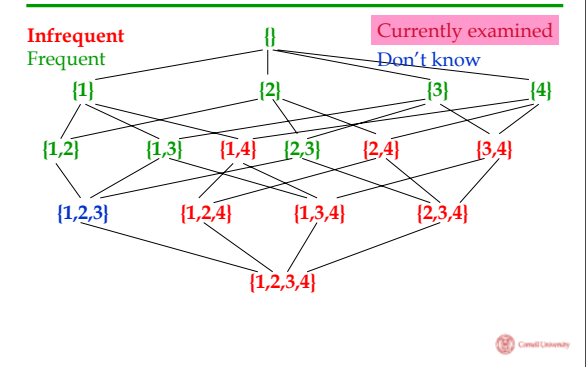 Infrequent
Frequent
Currently examined
Don't know
{}
{1} {2} {3} {4}
{1,2} {1,3} {1,4} {2,3} {2,4} {3,4}
{1,2,3} {1,2,4} {1,3,4} {2,3,4}
{1,2,3,4}
Cornell University